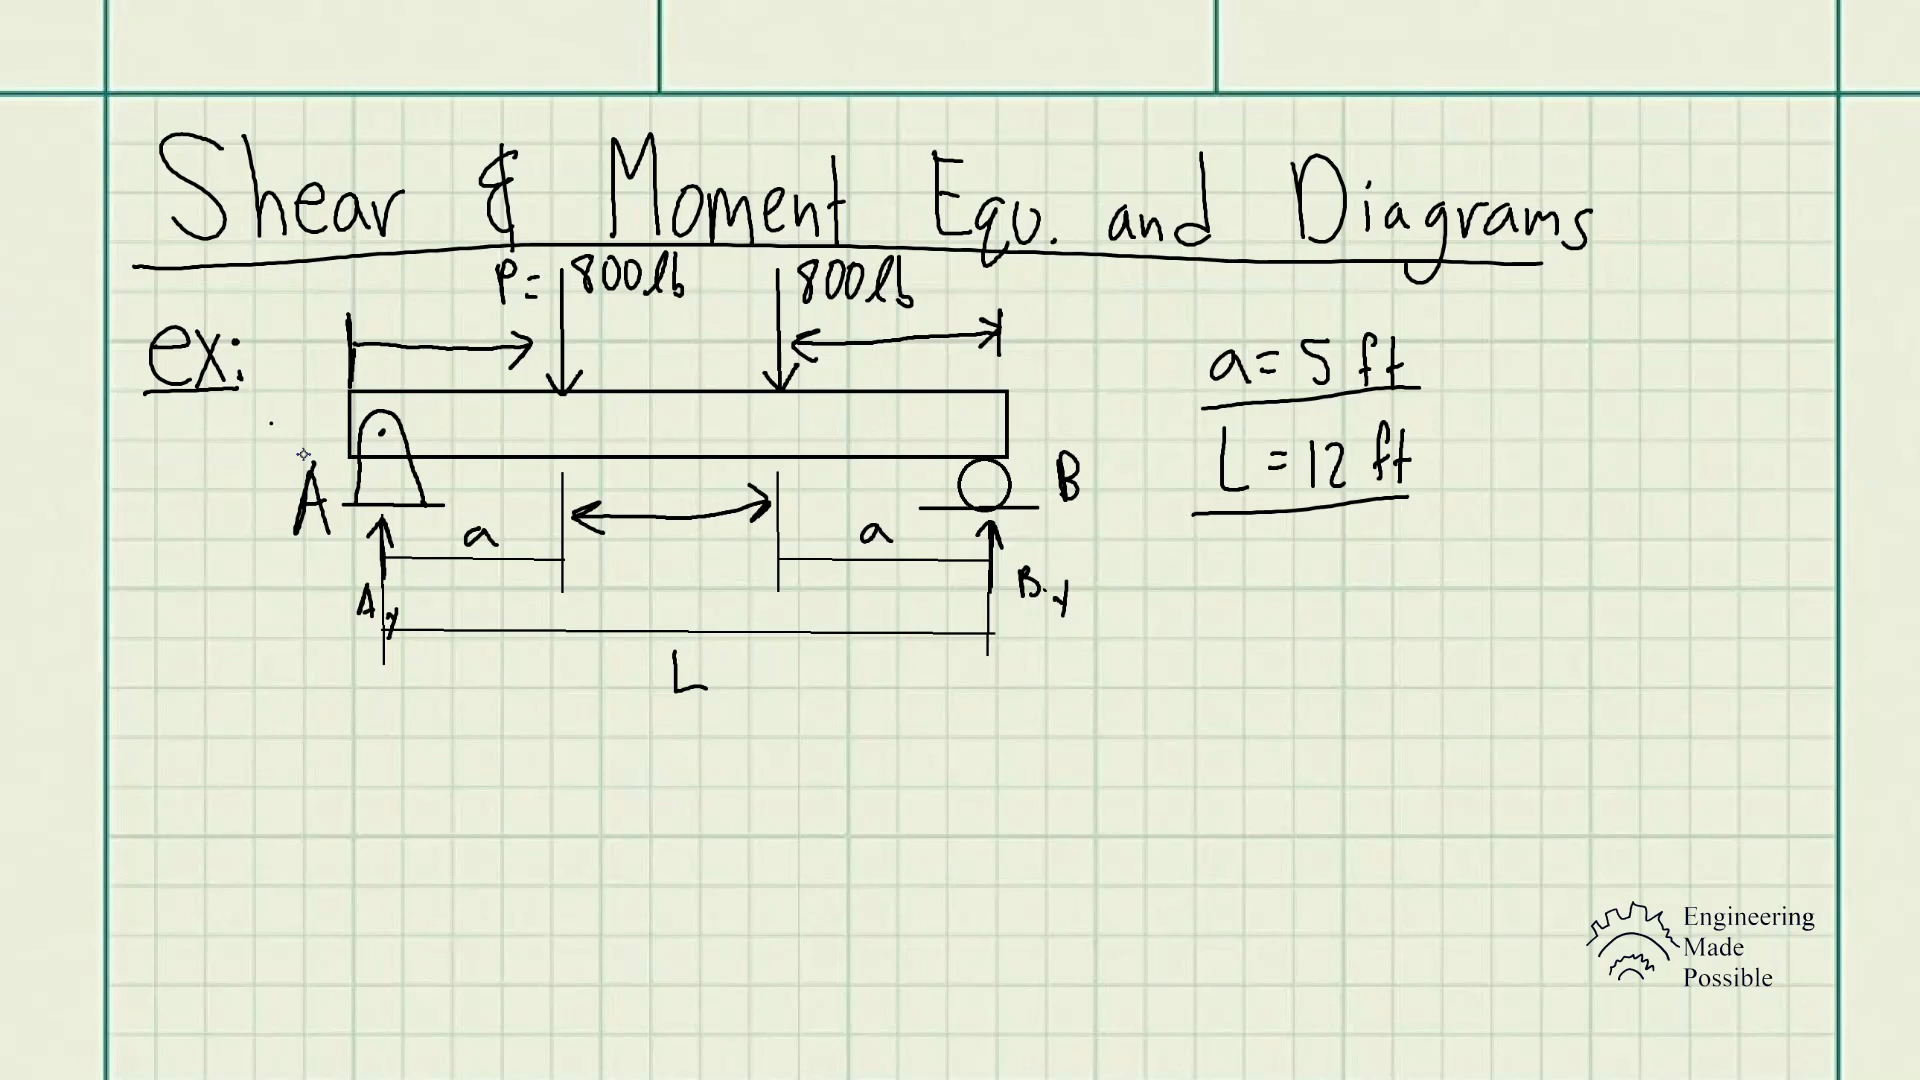 Shear & Moment Equ. and Diagrams
P= 800lb 800lb
ex:
a= 5 ft
L = 12 ft
A
B
a
a
Ay
By
L
Engineering
Made
Possible